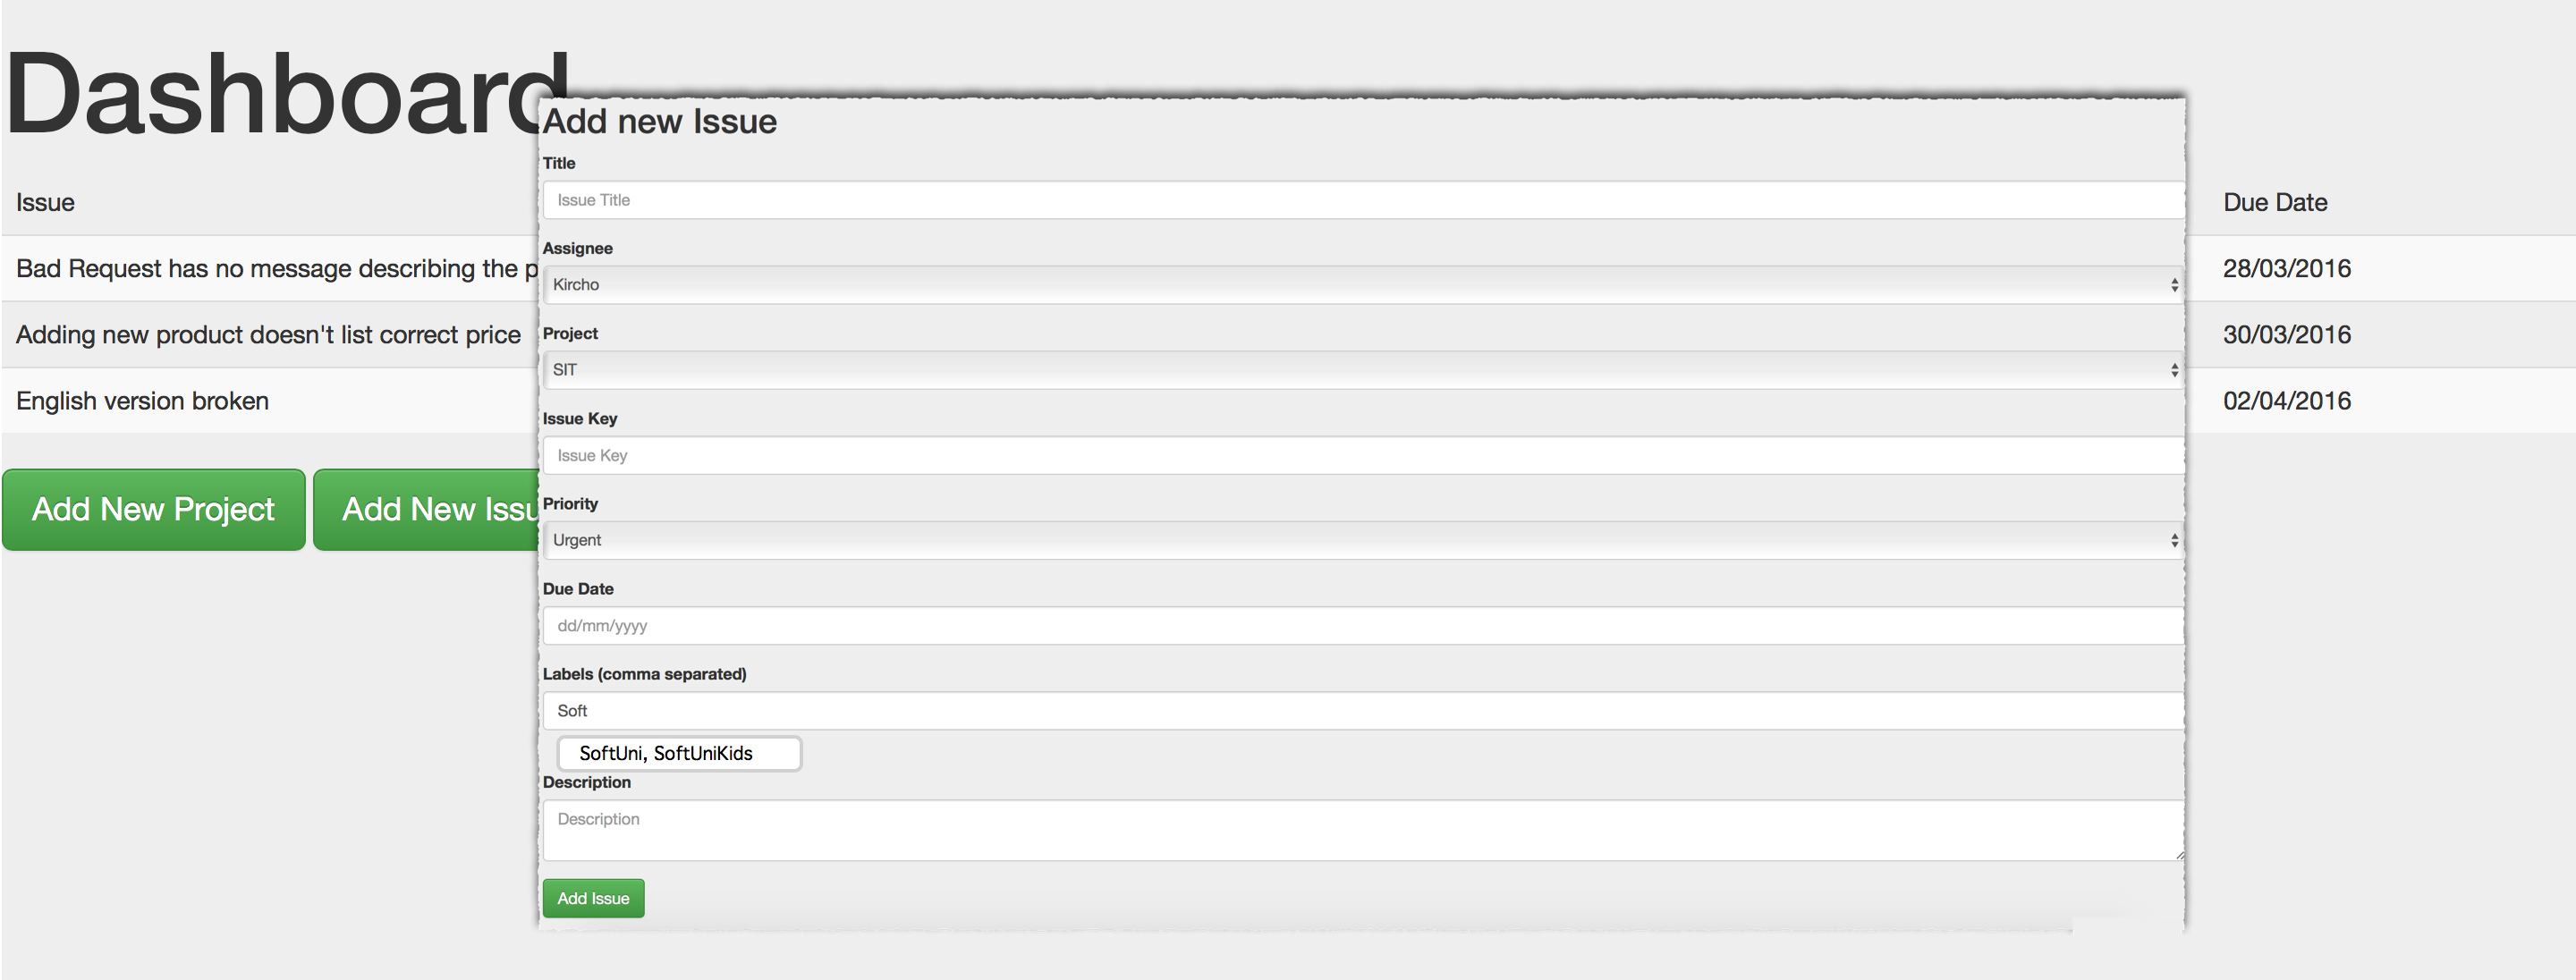 Dashboard
Issue
Due Date
Bad Request has no message describing the p
28/03/2016
Adding new product doesn't list correct price
30/03/2016
English version broken
02/04/2016
Add New Project
Add New Issu
Add new Issue
Title
Issue Title
Assignee
Kircho
Project
SIT
Issue Key
Issue Key
Priority
Urgent
Due Date
dd/mm/yyyy
Labels (comma separated)
Soft
SoftUni, SoftUniKids
Description
Description
Add Issue